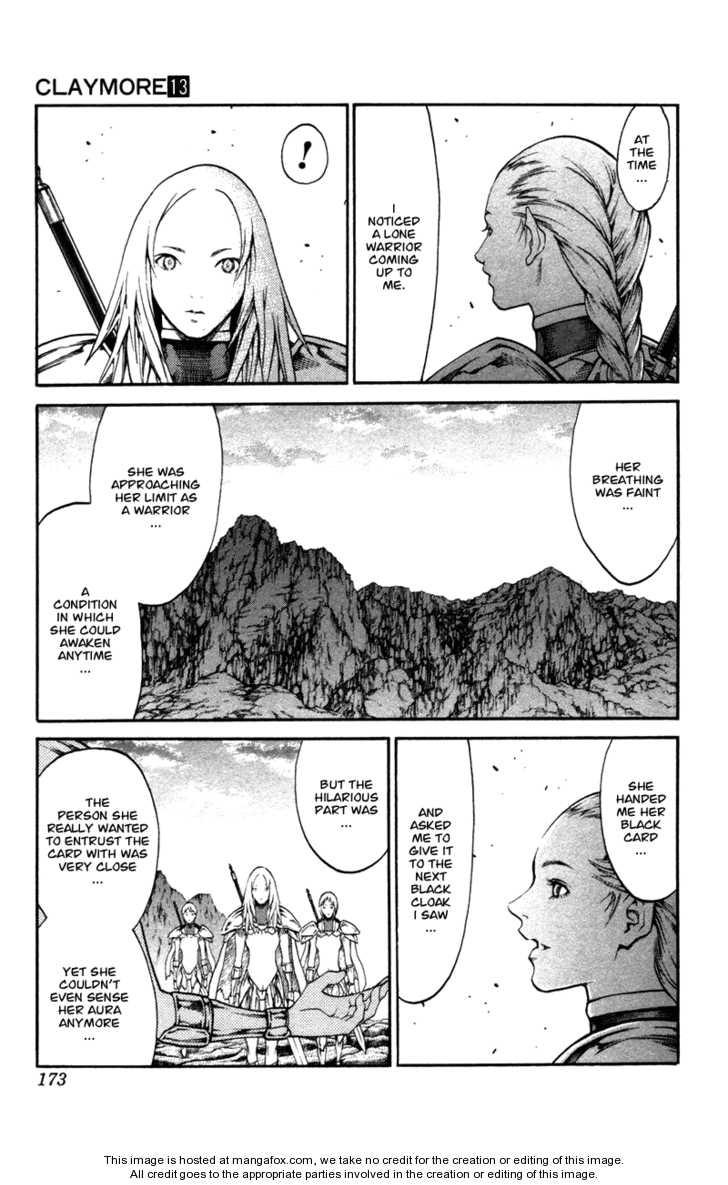 CLAYMORE 13
AT
THE
TIME
...
I
NOTICED
A LONE
WARRIOR
COMING
UP TO
ME.
!
HER
BREATHING
WAS FAINT
...
SHE WAS
APPROACHING
HER LIMIT AS
A WARRIOR
...
A
CONDITION
IN WHICH
SHE COULD
AWAKEN
ANYTIME
...
SHE
HANDED
ME HER
BLACK
CARD
...
AND
ASKED
ME TO
GIVE IT
TO THE
NEXT
BLACK
CLOAK
I SAW
...
BUT THE
HILARIOUS
PART WAS
...
THE
PERSON SHE
REALLY WANTED
TO ENTRUST THE
CARD WITH WAS
VERY CLOSE
...
YET SHE
COULDN'T
EVEN SENSE
HER AURA
ANYMORE
...
173
This image is hosted at mangafox.com, we take no credit for the creation or editing of this image.
All credit goes to the appropriate parties involved in the creation or editing of this image.